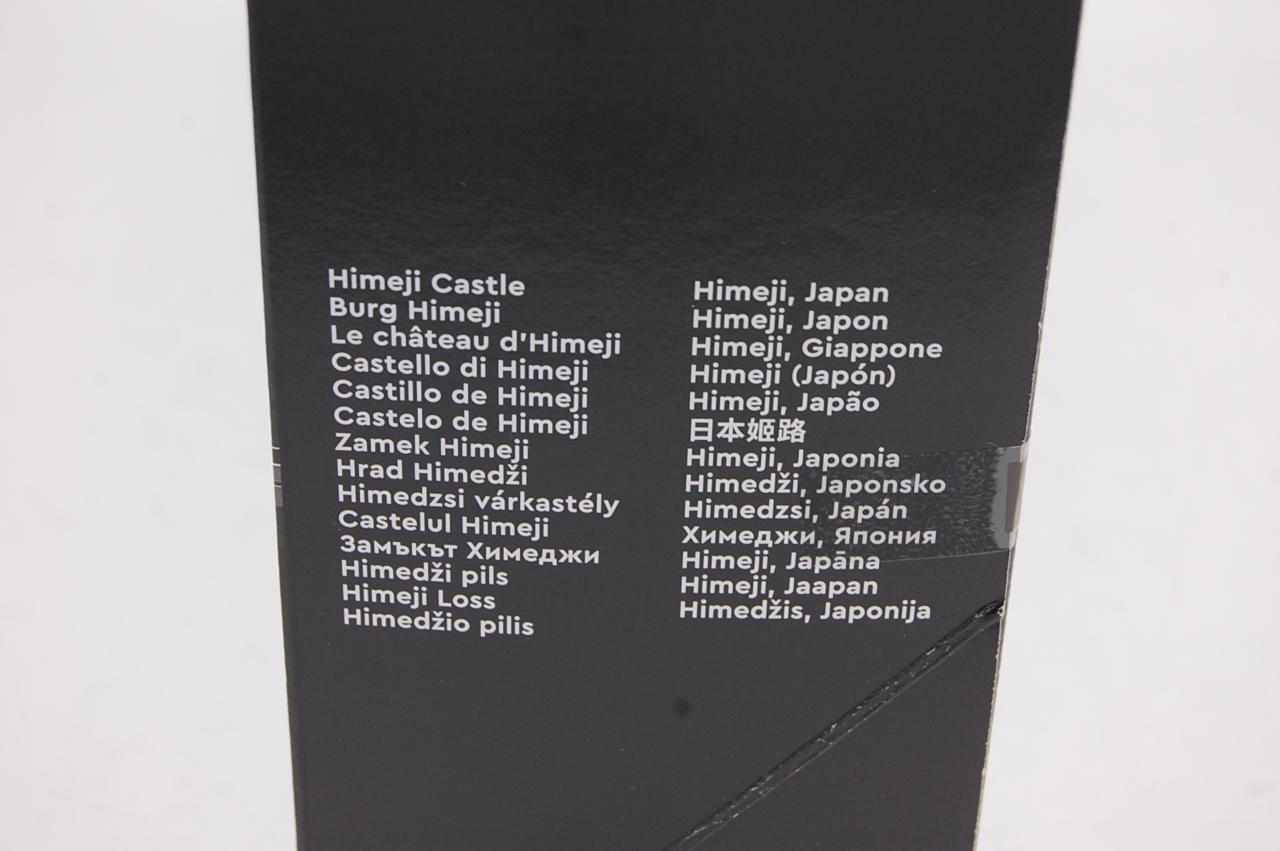 Himeji Castle
Burg Himeji
Le château d'Himeji
Castello di Himeji
Castillo de Himeji
Castelo de Himeji
Zamek Himeji
Hrad Himedži
Himedzsi várkastély
Castelul Himeji
Замъкът Химеджи
Himedži pils
Himeji Loss
Himedžio pilis
Himeji, Japan
Himeji, Japon
Himeji, Giappone
Himeji (Japón)
Himeji, Japão
日本姬路
Himeji, Japonia
Himedži, Japonsko
Himedzsi, Japán
Химеджи, Япония
Himeji, Japāna
Himeji, Jaapan
Himedžis, Japonija